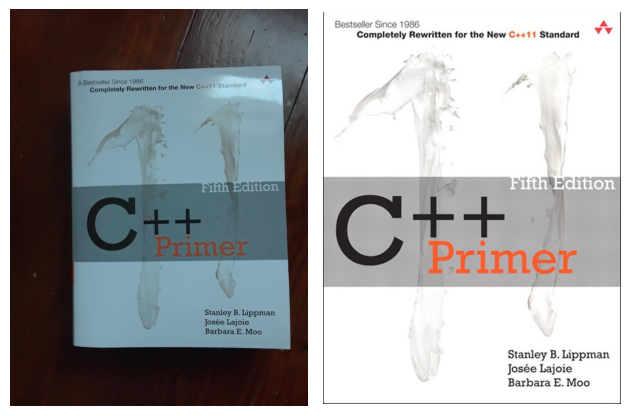 A Bestseller Since 1986
Completely Rewritten for the New C++11 Standard
Fifth Edition
C++
Primer
Stanley B. Lippman
Josée Lajoie
Barbara E. Moo
Bestseller Since 1986
Completely Rewritten for the New C++11 Standard
Fifth Edition
C++
Primer
Stanley B. Lippman
Josée Lajoie
Barbara E. Moo